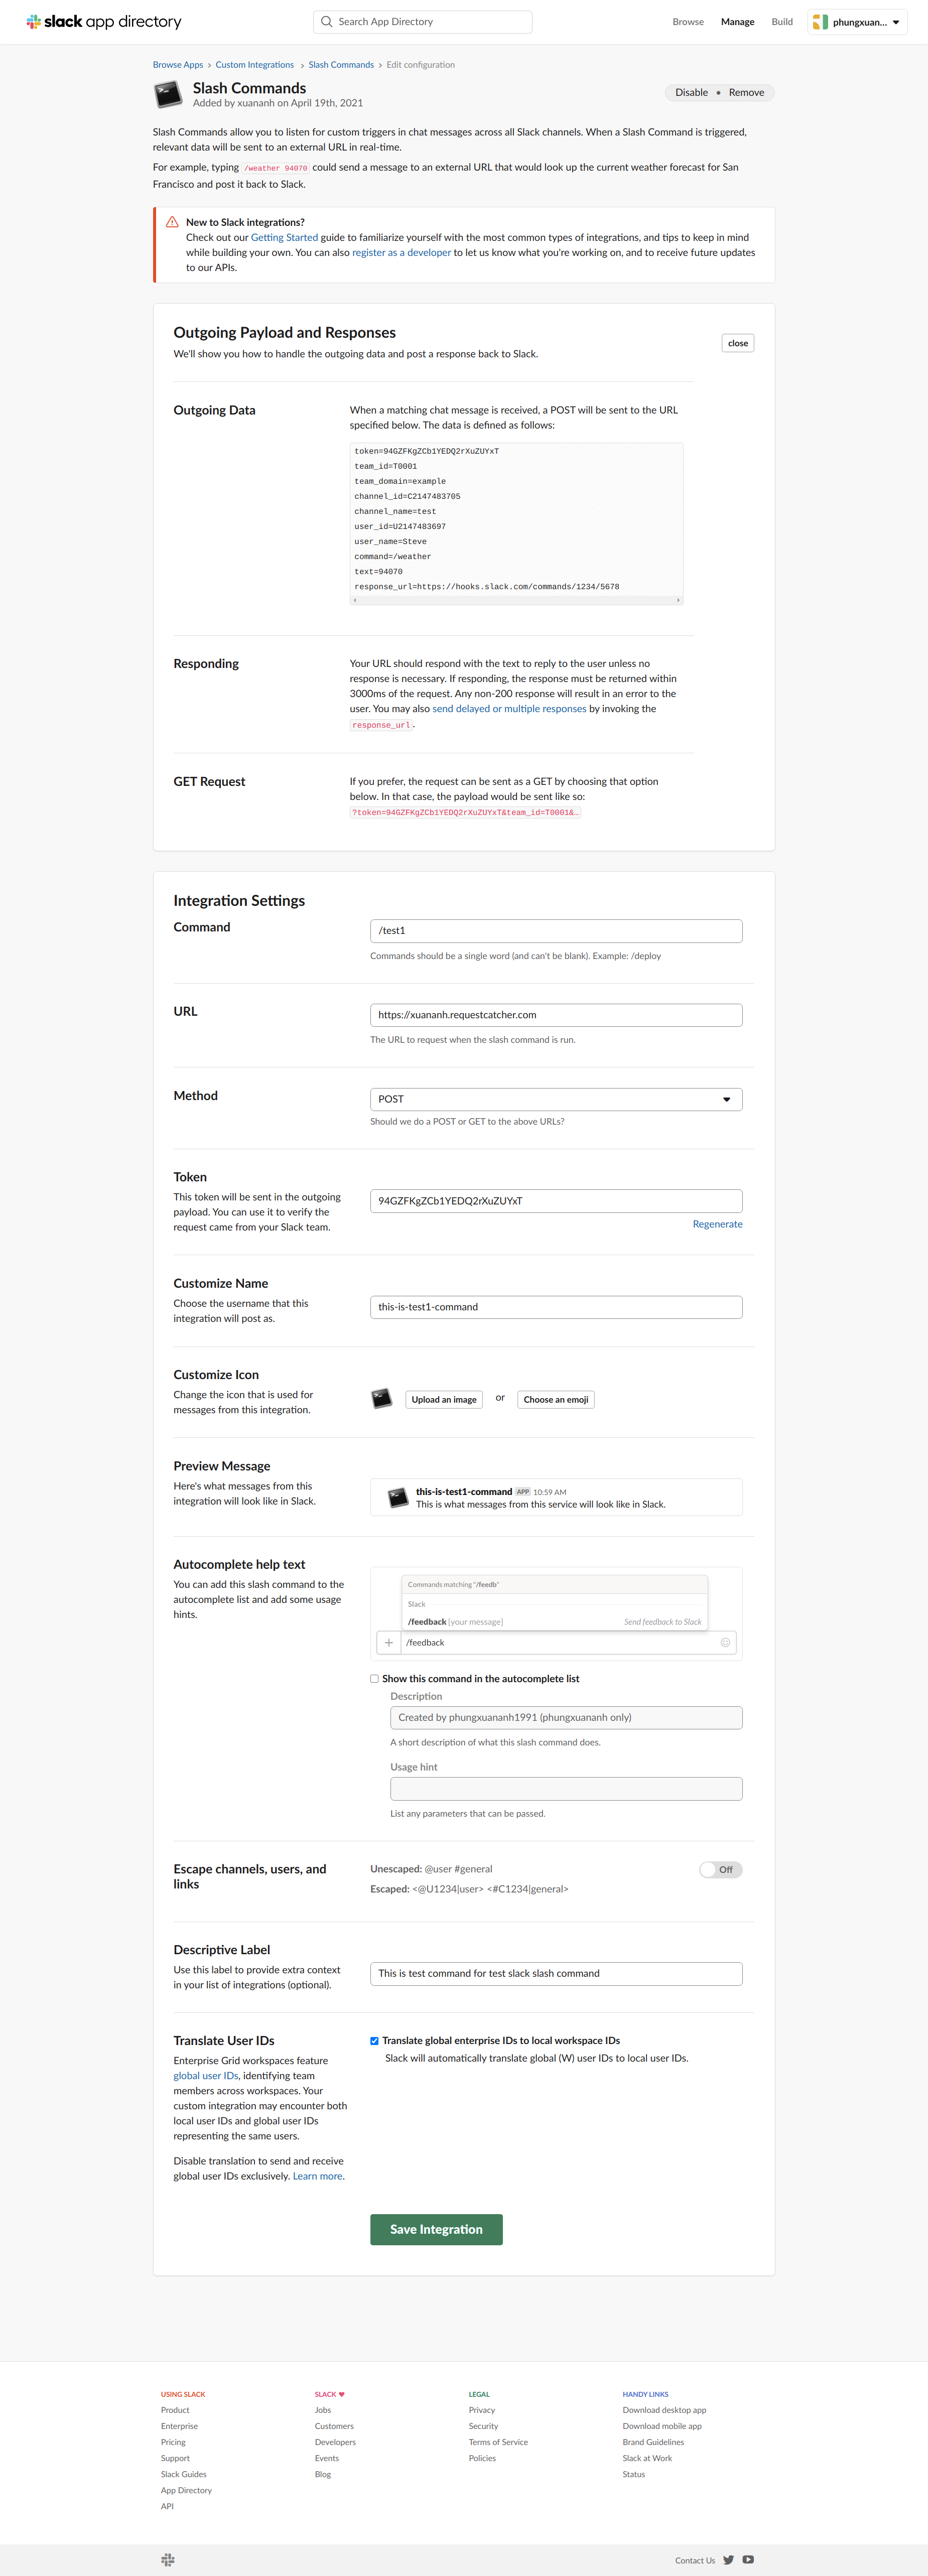 slack app directory
Search App Directory
Browse
Manage
Build
phungxuan...
Browse Apps › Custom Integrations › Slash Commands › Edit configuration
Slash Commands
Added by xuananh on April 19th, 2021
Disable • Remove
Slash Commands allow you to listen for custom triggers in chat messages across all Slack channels. When a Slash Command is triggered,
relevant data will be sent to an external URL in real-time.
For example, typing /weather 94070 could send a message to an external URL that would look up the current weather forecast for San
Francisco and post it back to Slack.
New to Slack integrations?
Check out our Getting Started guide to familiarize yourself with the most common types of integrations, and tips to keep in mind
while building your own. You can also register as a developer to let us know what you're working on, and to receive future updates
to our APIs.
Outgoing Payload and Responses
We'll show you how to handle the outgoing data and post a response back to Slack.
close
Outgoing Data
When a matching chat message is received, a POST will be sent to the URL
specified below. The data is defined as follows:
token=94GZFKgZCb1YEDQ2rXuZUYxT
team_id=T0001
team_domain=example
channel_id=C2147483705
channel_name=test
user_id=U2147483697
user_name=Steve
command=/weather
text=94070
response_url=https://hooks.slack.com/commands/1234/5678
Responding
Your URL should respond with the text to reply to the user unless no
response is necessary. If responding, the response must be returned within
3000ms of the request. Any non-200 response will result in an error to the
user. You may also send delayed or multiple responses by invoking the
response_url.
GET Request
If you prefer, the request can be sent as a GET by choosing that option
below. In that case, the payload would be sent like so:
?token=94GZFKgZCb1YEDQ2rXuZUYxT&team_id=T0001&…
Integration Settings
Command
/test1
Commands should be a single word (and can't be blank). Example: /deploy
URL
https://xuananh.requestcatcher.com
The URL to request when the slash command is run.
Method
POST
Should we do a POST or GET to the above URLs?
Token
This token will be sent in the outgoing
payload. You can use it to verify the
request came from your Slack team.
94GZFKgZCb1YEDQ2rXuZUYxT
Regenerate
Customize Name
Choose the username that this
integration will post as.
this-is-test1-command
Customize Icon
Change the icon that is used for
messages from this integration.
Upload an image
or
Choose an emoji
Preview Message
Here's what messages from this
integration will look like in Slack.
this-is-test1-command APP 10:59 AM
This is what messages from this service will look like in Slack.
Autocomplete help text
You can add this slash command to the
autocomplete list and add some usage
hints.
Commands matching "/feedb"
Slack
/feedback [your message]
Send feedback to Slack
/feedback
Show this command in the autocomplete list
Description
Created by phungxuananh1991 (phungxuananh only)
A short description of what this slash command does.
Usage hint
List any parameters that can be passed.
Escape channels, users, and
links
Unescaped: @user #general
Escaped: <@U1234|user> <#C1234|general>
Off
Descriptive Label
Use this label to provide extra context
in your list of integrations (optional).
This is test command for test slack slash command
Translate User IDs
Enterprise Grid workspaces feature
global user IDs, identifying team
members across workspaces. Your
custom integration may encounter both
local user IDs and global user IDs
representing the same users.
Disable translation to send and receive
global user IDs exclusively. Learn more.
Translate global enterprise IDs to local workspace IDs
Slack will automatically translate global (W) user IDs to local user IDs.
Save Integration
USING SLACK
Product
Enterprise
Pricing
Support
Slack Guides
App Directory
API
SLACK ♥
Jobs
Customers
Developers
Events
Blog
LEGAL
Privacy
Security
Terms of Service
Policies
HANDY LINKS
Download desktop app
Download mobile app
Brand Guidelines
Slack at Work
Status
Contact Us